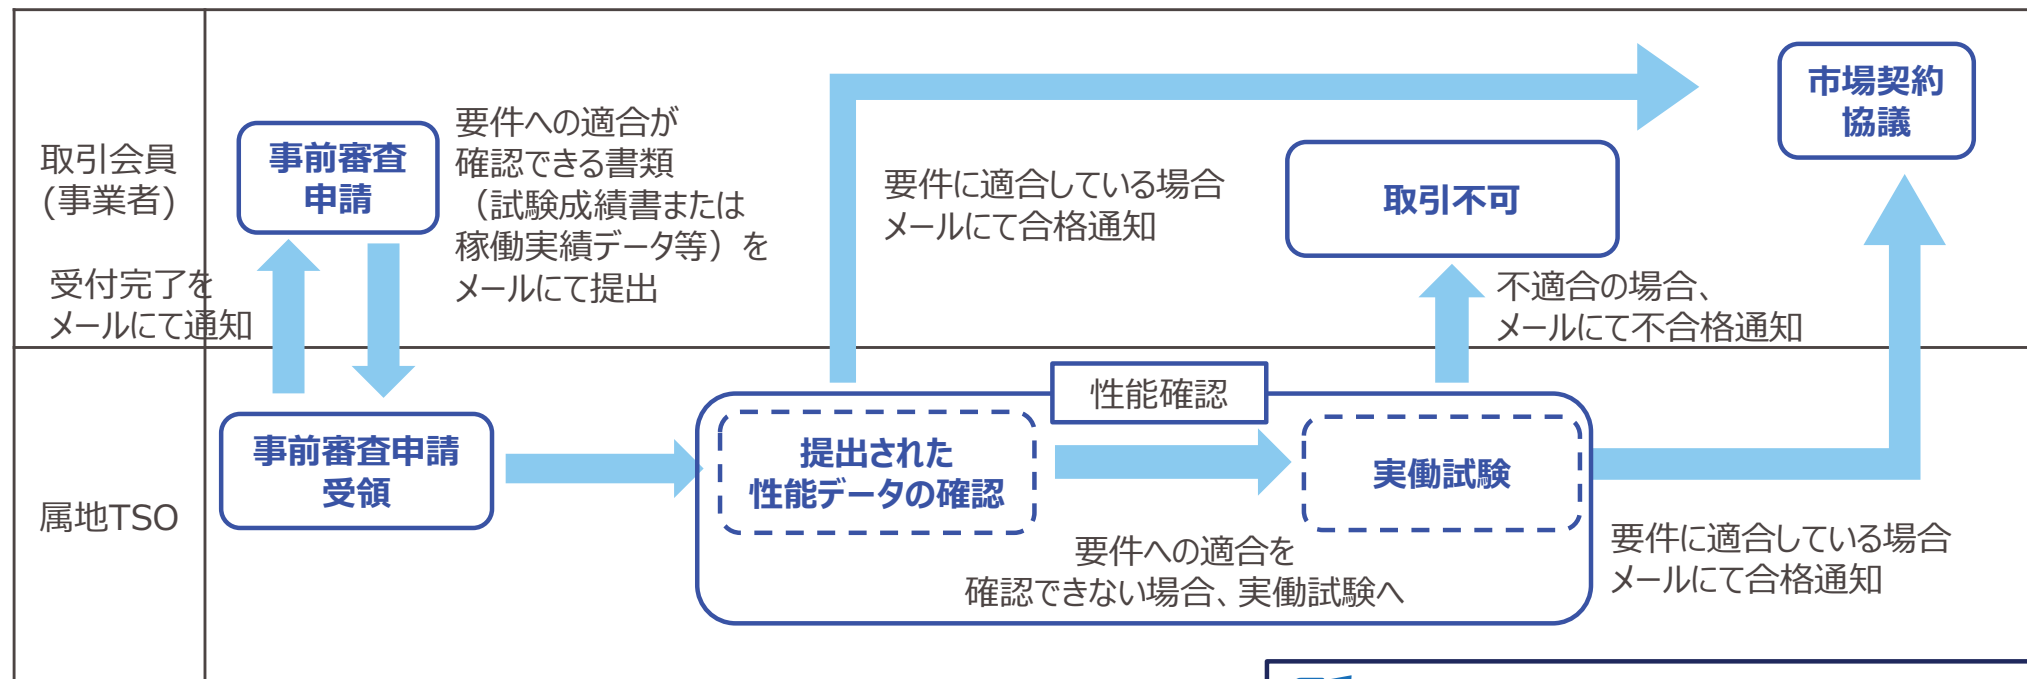 取引会員
(事業者)
事前審査
申請
要件への適合が
確認できる書類
（試験成績書または
稼働実績データ等）を
メールにて提出
受付完了を
メールにて通知
要件に適合している場合
メールにて合格通知
取引不可
市場契約
協議
不適合の場合、
メールにて不合格通知
属地TSO
事前審査申請
受領
性能確認
提出された
性能データの確認
実働試験
要件への適合を
確認できない場合、実働試験へ
要件に適合している場合
メールにて合格通知